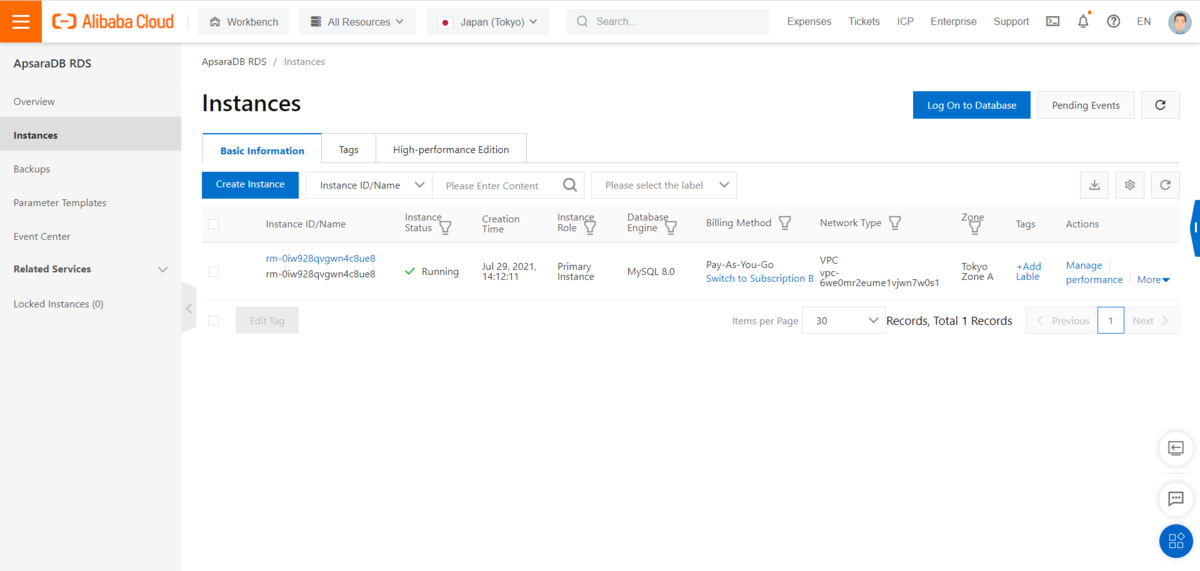 Alibaba Cloud
Workbench
All Resources
Japan (Tokyo)
Search...
Expenses
Tickets
ICP
Enterprise
Support
EN
ApsaraDB RDS
Overview
Instances
Backups
Parameter Templates
Event Center
Related Services
Locked Instances (0)
ApsaraDB RDS / Instances
Instances
Log On to Database
Pending Events
Basic Information
Tags
High-performance Edition
Create Instance
Instance ID/Name
Please Enter Content
Please select the label
Instance ID/Name
Instance
Status
Creation
Time
Instance
Role
Database
Engine
Billing Method
Network Type
Zone
Tags
Actions
rm-0iw928qvgwn4c8ue8
rm-0iw928qvgwn4c8ue8
Running
Jul 29, 2021,
14:12:11
Primary
Instance
MySQL 8.0
Pay-As-You-Go
Switch to Subscription B
VPC
vpc-
6we0mr2eume1vjwn7w0s1
Tokyo
Zone A
+Add
Lable
Manage
performance
More
Edit Tag
Items per Page
30
Records, Total 1 Records
Previous
1
Next